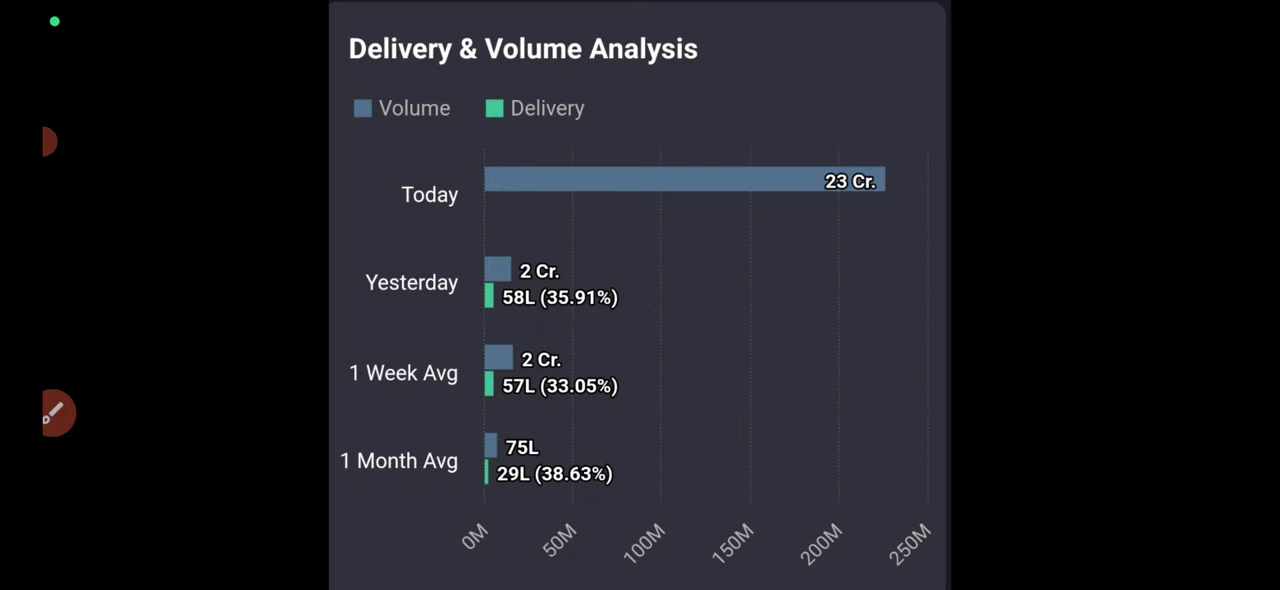 Delivery & Volume Analysis
Volume Delivery
Today 23 Cr.
Yesterday 2 Cr.
58L (35.91%)
1 Week Avg 2 Cr.
57L (33.05%)
1 Month Avg 75L
29L (38.63%)
0M 50M 100M 150M 200M 250M